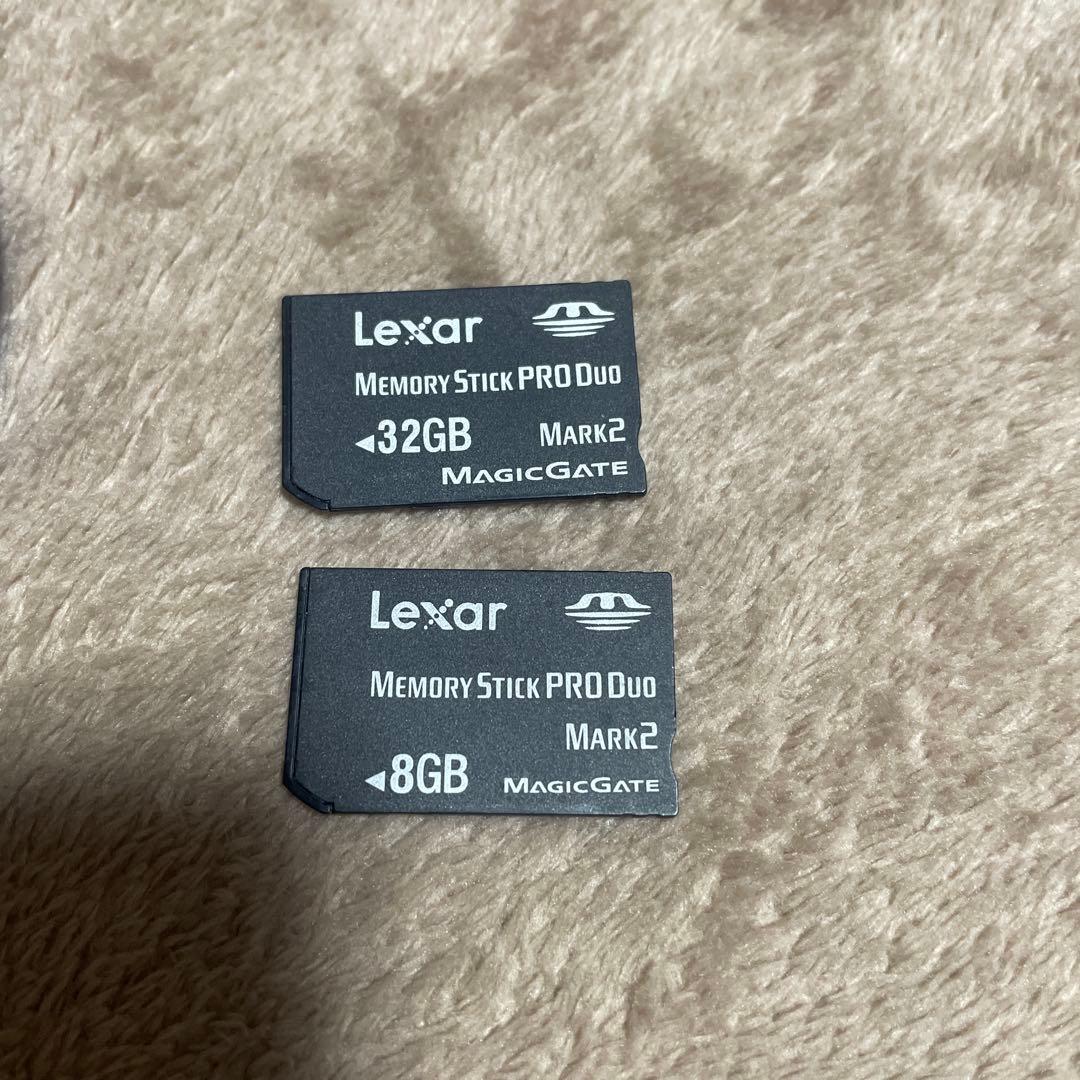 Lexar
MEMORY STICK PRO DUO
◄32GB MARK2
MAGICGATE
Lexar
MEMORY STICK PRO DUO
MARK2
◄8GB MAGICGATE